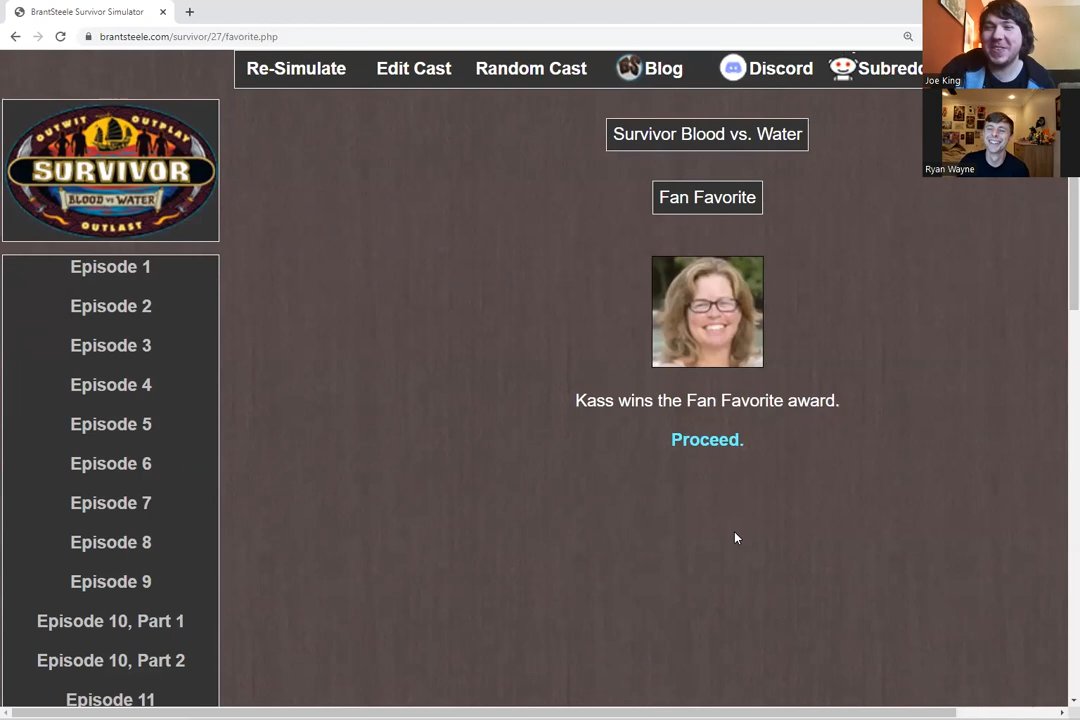 BrantSteele Survivor Simulator
brantsteele.com/survivor/27/favorite.php
Re-Simulate Edit Cast Random Cast Blog Discord
Joe King
Ryan Wayne
OUTWIT OUTPLAY
SURVIVOR
BLOOD vs WATER
OUTLAST
Survivor Blood vs. Water
Fan Favorite
Kass wins the Fan Favorite award.
Proceed.
Episode 1
Episode 2
Episode 3
Episode 4
Episode 5
Episode 6
Episode 7
Episode 8
Episode 9
Episode 10, Part 1
Episode 10, Part 2
Episode 11